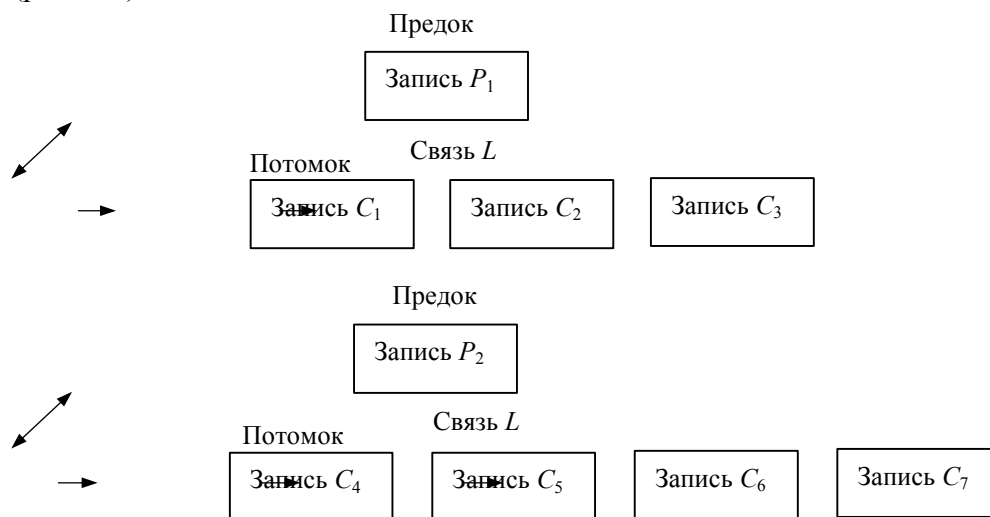 Предок
Запись P1
Связь L
Потомок
Запись C1 Запись C2 Запись C3
Предок
Запись P2
Связь L
Потомок
Запись C4 Запись C5 Запись C6 Запись C7